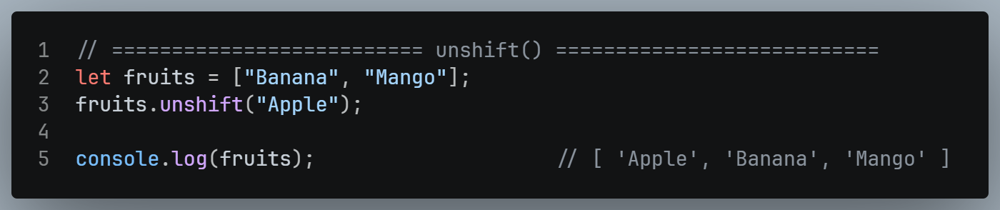 1 // ========================== unshift() ===========================
2 let fruits = ["Banana", "Mango"];
3 fruits.unshift("Apple");
4
5 console.log(fruits); // [ 'Apple', 'Banana', 'Mango' ]